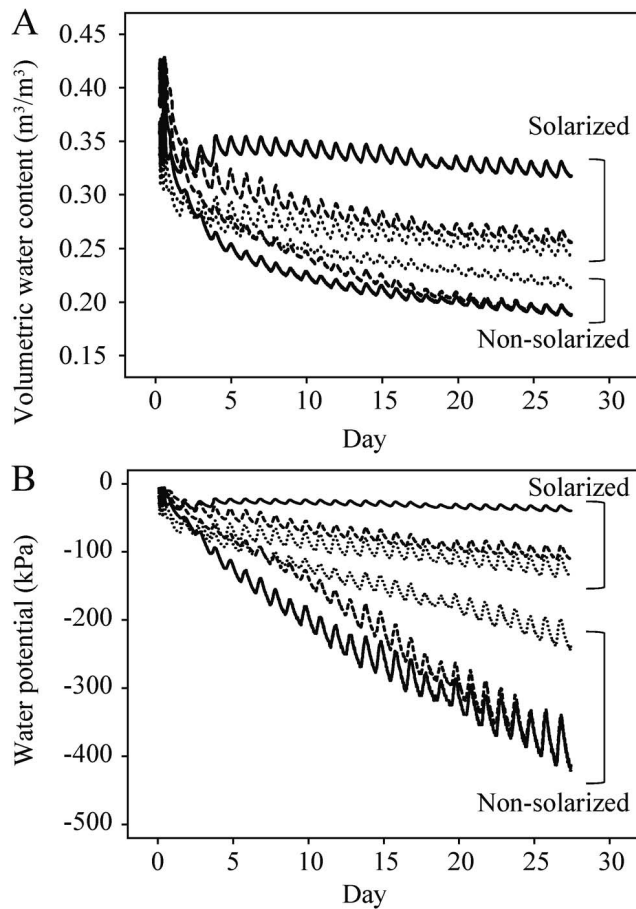 A
Volumetric water content (m³/m³)
0.45
0.40
0.35
0.30
0.25
0.20
0.15
Solarized
Non-solarized
0 5 10 15 20 25 30
Day
B
Water potential (kPa)
0
-100
-200
-300
-400
-500
Solarized
Non-solarized
0 5 10 15 20 25 30
Day